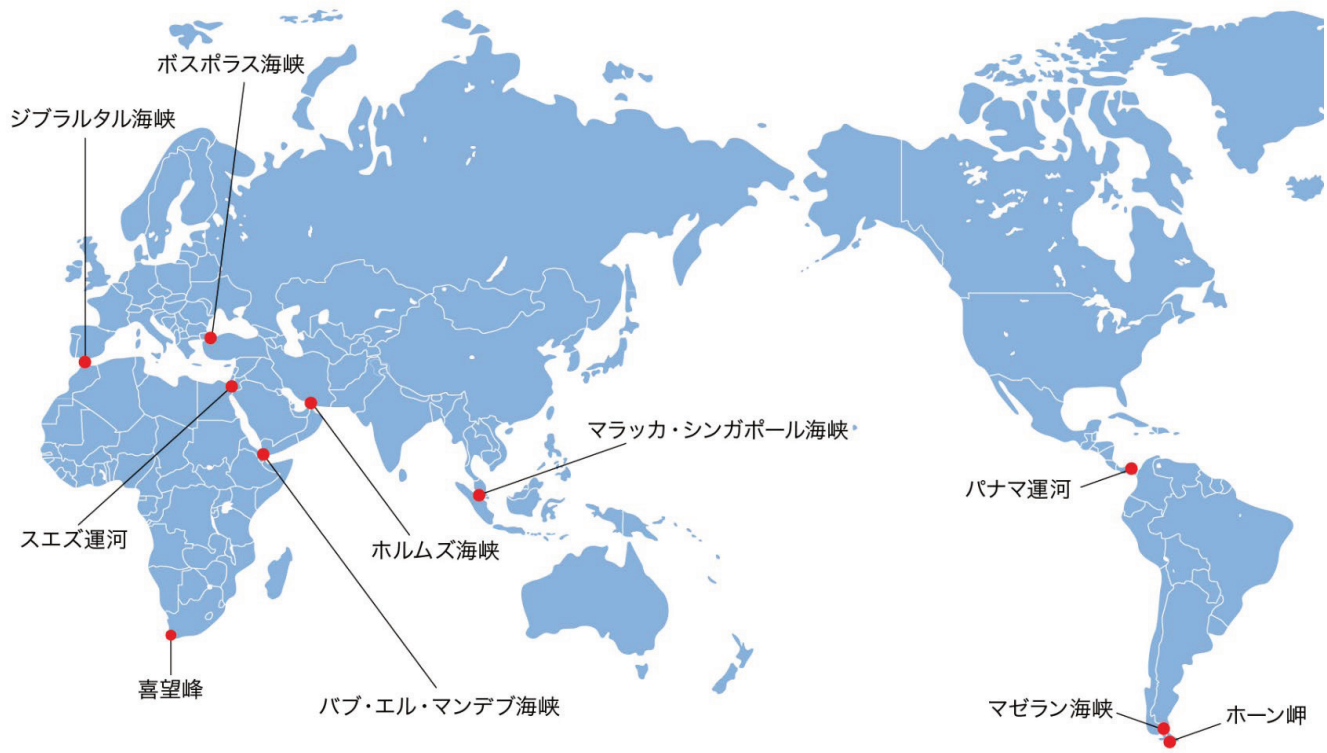 ボスポラス海峡
ジブラルタル海峡
マラッカ・シンガポール海峡
パナマ運河
スエズ運河
ホルムズ海峡
喜望峰
バブ・エル・マンデブ海峡
マゼラン海峡
ホーン岬